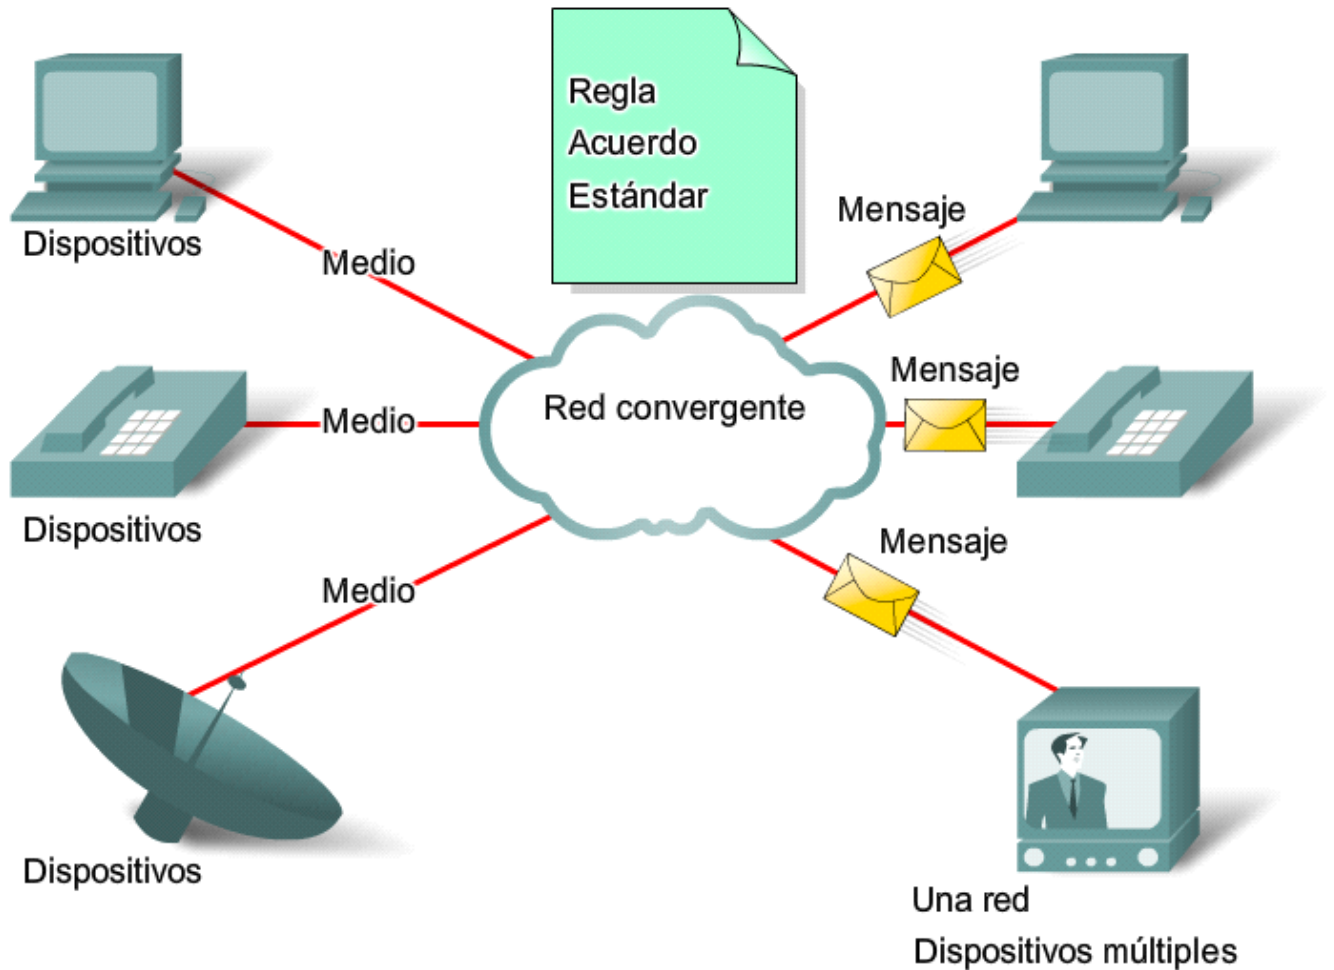 Regla
Acuerdo
Estándar
Mensaje
Dispositivos
Medio
Mensaje
Red convergente
Medio
Dispositivos
Mensaje
Medio
Dispositivos
Una red
Dispositivos múltiples